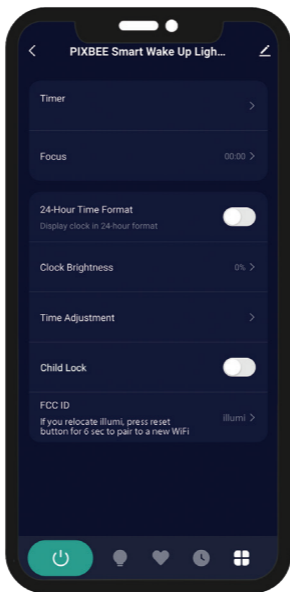 PIXBEE Smart Wake Up Ligh...
Timer
Focus
00:00
24-Hour Time Format
Display clock in 24-hour format
Clock Brightness
0%
Time Adjustment
Child Lock
FCC ID
If you relocate illumi, press reset
button for 6 sec to pair to a new WiFi
illumi